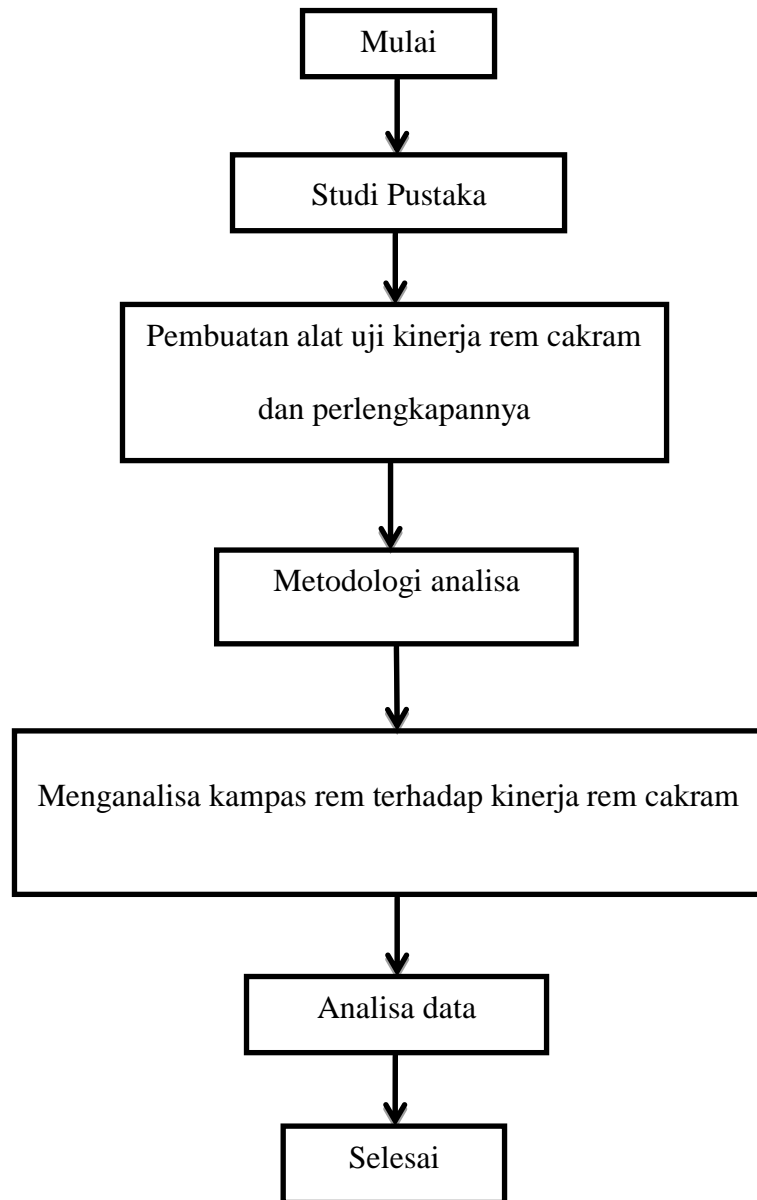 Mulai
Studi Pustaka
Pembuatan alat uji kinerja rem cakram
dan perlengkapannya
Metodologi analisa
Menganalisa kampas rem terhadap kinerja rem cakram
Analisa data
Selesai